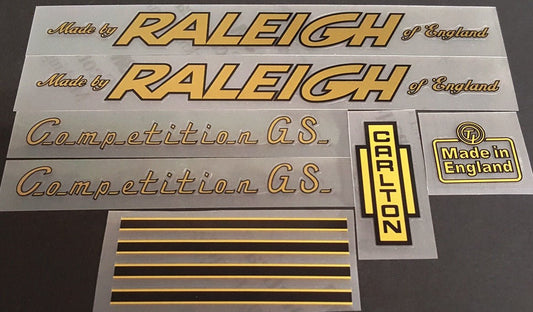 Made by RALEIGH of England
Made by RALEIGH of England
Competition GS
Competition GS
CARLTON
TI
Made in
England